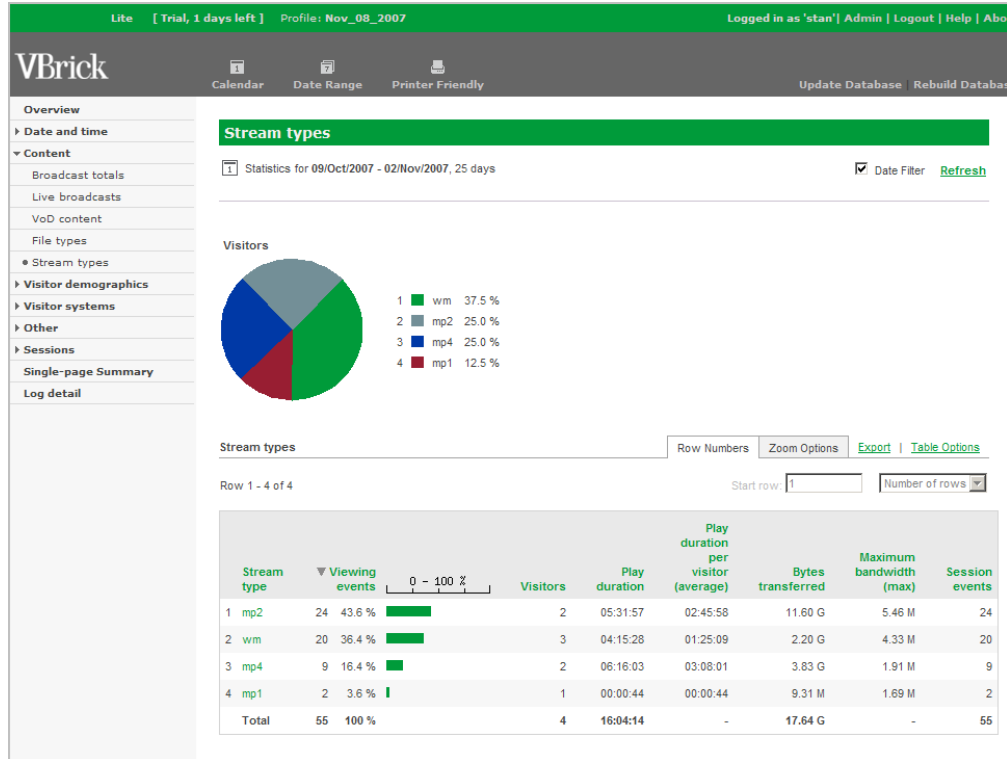 Lite [ Trial, 1 days left ] Profile: Nov_08_2007 Logged in as 'stan'| Admin | Logout | Help | Abo
VBrick
1 Calendar 7 Date Range Printer Friendly Update Database | Rebuild Databas
Overview
Date and time
Content
Broadcast totals
Live broadcasts
VoD content
File types
Stream types
Visitor demographics
Visitor systems
Other
Sessions
Single-page Summary
Log detail
Stream types
1 Statistics for 09/Oct/2007 - 02/Nov/2007, 25 days Date Filter Refresh
Visitors
1 wm 37.5 %
2 mp2 25.0 %
3 mp4 25.0 %
4 mp1 12.5 %
Stream types Row Numbers Zoom Options Export | Table Options
Row 1 - 4 of 4 Start row: 1 Number of rows
Stream type Viewing events 0 - 100 % Visitors Play duration Play duration per visitor (average) Bytes transferred Maximum bandwidth (max) Session events
1 mp2 24 43.6 % 2 05:31:57 02:45:58 11.60 G 5.46 M 24
2 wm 20 36.4 % 3 04:15:28 01:25:09 2.20 G 4.33 M 20
3 mp4 9 16.4 % 2 06:16:03 03:08:01 3.83 G 1.91 M 9
4 mp1 2 3.6 % 1 00:00:44 00:00:44 9.31 M 1.69 M 2
Total 55 100 % 4 16:04:14 - 17.64 G - 55